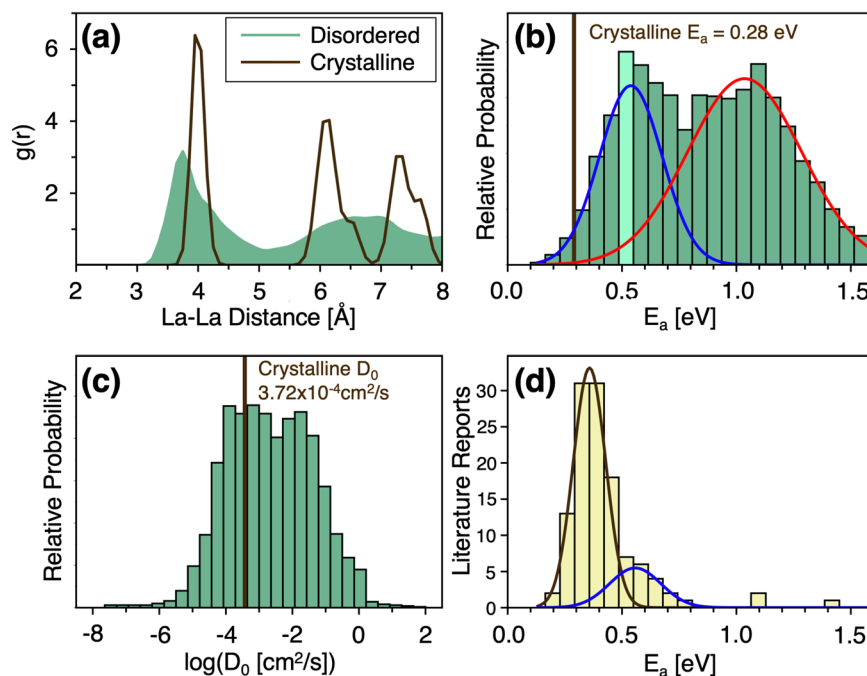 (a)
Disordered
Crystalline
g(r)
6
4
2
2 3 4 5 6 7 8
La-La Distance [Å]
(b)
Crystalline Eₐ = 0.28 eV
Relative Probability
0.0 0.5 1.0 1.5
Eₐ [eV]
(c)
Crystalline D₀
3.72x10⁻⁴cm²/s
Relative Probability
-8 -6 -4 -2 0 2
log(D₀ [cm²/s])
(d)
Literature Reports
30
25
20
15
10
5
0
0.0 0.5 1.0 1.5
Eₐ [eV]